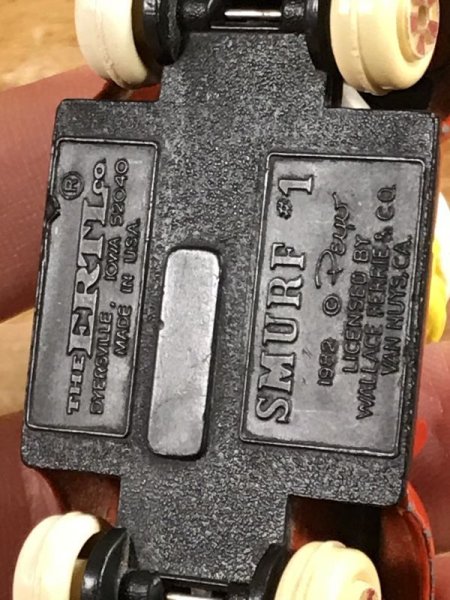 ®
THE ERTL CO.
DYERSVILLE, IOWA 52040
MADE IN U.S.A.
SMURF #1
1982 © Peyo
LICENSED BY
WALLACE BERRIE & CO.
VAN NUYS, CA.